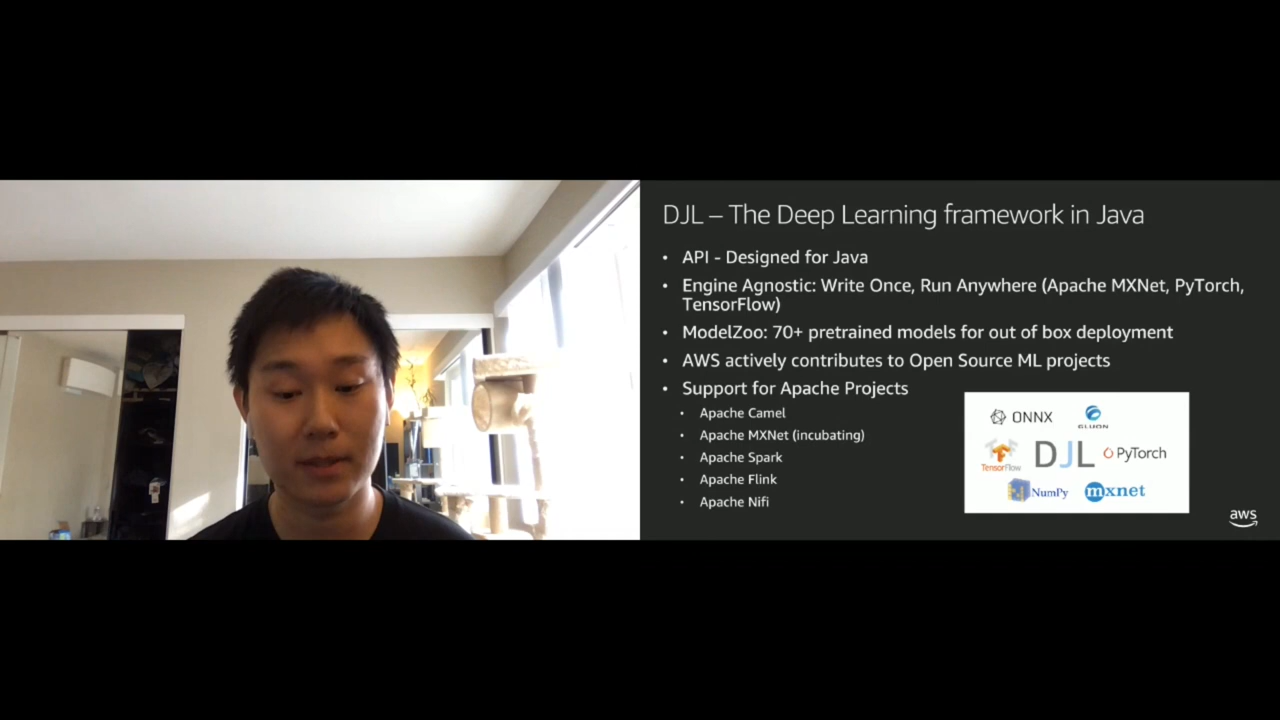 DJL – The Deep Learning framework in Java
• API - Designed for Java
• Engine Agnostic: Write Once, Run Anywhere (Apache MXNet, PyTorch,
TensorFlow)
• ModelZoo: 70+ pretrained models for out of box deployment
• AWS actively contributes to Open Source ML projects
• Support for Apache Projects
• Apache Camel
• Apache MXNet (incubating)
• Apache Spark
• Apache Flink
• Apache Nifi
ONNX
GLUON
TensorFlow
DJL
PyTorch
NumPy
mxnet
aws